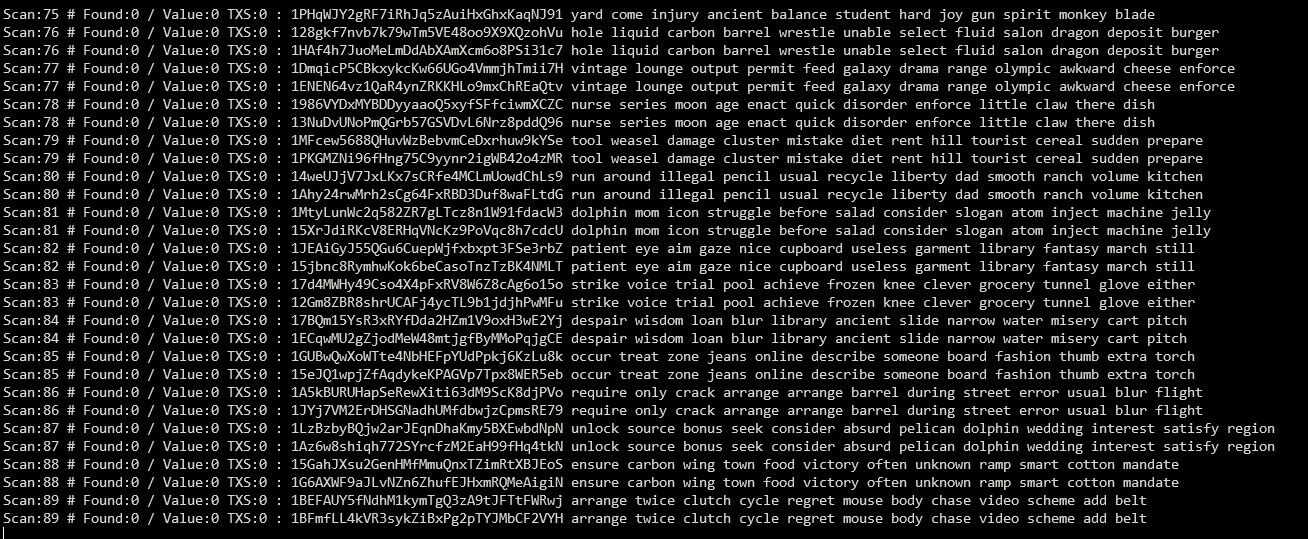 Scan:75 # Found:0 / Value:0 TXS:0 : 1PHqWJY2gRF7iRhJq5zAuiHxGhxKaqNJ91 yard come injury ancient balance student hard joy gun spirit monkey blade
Scan:76 # Found:0 / Value:0 TXS:0 : 128gkf7nvb7k79wTm5VE48oo9X9XQzohVu hole liquid carbon barrel wrestle unable select fluid salon dragon deposit burger
Scan:76 # Found:0 / Value:0 TXS:0 : 1HAf4h7JuoMeLmDdAbXAmXcm6o8PSi31c7 hole liquid carbon barrel wrestle unable select fluid salon dragon deposit burger
Scan:77 # Found:0 / Value:0 TXS:0 : 1DmqicP5CBkxykcKw66UGo4VmmjhTmii7H vintage lounge output permit feed galaxy drama range olympic awkward cheese enforce
Scan:77 # Found:0 / Value:0 TXS:0 : 1ENEN64vz1QaR4ynZRKKHLo9mxChREaQtv vintage lounge output permit feed galaxy drama range olympic awkward cheese enforce
Scan:78 # Found:0 / Value:0 TXS:0 : 1986VYDxMYBDDyyaaoQ5xyfSFfciwmXCZC nurse series moon age enact quick disorder enforce little claw there dish
Scan:78 # Found:0 / Value:0 TXS:0 : 13NuDvUNoPmQGrb57GSVDvL6Nrz8pddQ96 nurse series moon age enact quick disorder enforce little claw there dish
Scan:79 # Found:0 / Value:0 TXS:0 : 1MFcew5688QHuvWzBebvmCeDxrhuw9kYSe tool weasel damage cluster mistake diet rent hill tourist cereal sudden prepare
Scan:79 # Found:0 / Value:0 TXS:0 : 1PKGMZNi96fHng75C9yynr2igWB42o4zMR tool weasel damage cluster mistake diet rent hill tourist cereal sudden prepare
Scan:80 # Found:0 / Value:0 TXS:0 : 14weUJjV7JxLKx7sCRfe4MCLmUowdChLs9 run around illegal pencil usual recycle liberty dad smooth ranch volume kitchen
Scan:80 # Found:0 / Value:0 TXS:0 : 1Ahy24rwMrh2sCg64FxRBD3Duf8waFLtdG run around illegal pencil usual recycle liberty dad smooth ranch volume kitchen
Scan:81 # Found:0 / Value:0 TXS:0 : 1MtyLunWc2q582ZR7gLTcz8n1W91fdacW3 dolphin mom icon struggle before salad consider slogan atom inject machine jelly
Scan:81 # Found:0 / Value:0 TXS:0 : 15XrJdiRKcV8ERHqVNcKz9PoVqc8h7cdcU dolphin mom icon struggle before salad consider slogan atom inject machine jelly
Scan:82 # Found:0 / Value:0 TXS:0 : 1JEAiGyJ55QGu6CuepWjfxbxpt3FSe3rbZ patient eye aim gaze nice cupboard useless garment library fantasy march still
Scan:82 # Found:0 / Value:0 TXS:0 : 15jbnc8RymhwKok6beCasoTnzTzBK4NMLT patient eye aim gaze nice cupboard useless garment library fantasy march still
Scan:83 # Found:0 / Value:0 TXS:0 : 17d4MWHy49Cso4X4pFxRV8W6Z8cAg6o15o strike voice trial pool achieve frozen knee clever grocery tunnel glove either
Scan:83 # Found:0 / Value:0 TXS:0 : 12Gm8ZBR8shrUCAFj4ycTL9b1jdjhPwMFu strike voice trial pool achieve frozen knee clever grocery tunnel glove either
Scan:84 # Found:0 / Value:0 TXS:0 : 17BQm15YsR3xRYfDda2HZm1V9oxH3wE2Yj despair wisdom loan blur library ancient slide narrow water misery cart pitch
Scan:84 # Found:0 / Value:0 TXS:0 : 1ECqwMU2gZjodMeW48mtjgfByMMoPqjgCE despair wisdom loan blur library ancient slide narrow water misery cart pitch
Scan:85 # Found:0 / Value:0 TXS:0 : 1GUBwQwXoWTte4NbHEFpYUdPpkj6KzLu8k occur treat zone jeans online describe someone board fashion thumb extra torch
Scan:85 # Found:0 / Value:0 TXS:0 : 15eJQ1wpjZfAqdykeKPAGVp7Tpx8WER5eb occur treat zone jeans online describe someone board fashion thumb extra torch
Scan:86 # Found:0 / Value:0 TXS:0 : 1A5kBURUHapSeRewXiti63dM9ScK8djPVo require only crack arrange arrange barrel during street error usual blur flight
Scan:86 # Found:0 / Value:0 TXS:0 : 1JYj7VM2ErDHSGNadhUMfdbwjzCpmsRE79 require only crack arrange arrange barrel during street error usual blur flight
Scan:87 # Found:0 / Value:0 TXS:0 : 1LzBzbyBQjw2arJEqnDhaKmy5BXEwbdNpN unlock source bonus seek consider absurd pelican dolphin wedding interest satisfy region
Scan:87 # Found:0 / Value:0 TXS:0 : 1Az6w8shiqh772SYrcfzM2EaH99fHq4tkN unlock source bonus seek consider absurd pelican dolphin wedding interest satisfy region
Scan:88 # Found:0 / Value:0 TXS:0 : 15GahJXsu2GenHMfMmuQnxTZimRtXBJEoS ensure carbon wing town food victory often unknown ramp smart cotton mandate
Scan:88 # Found:0 / Value:0 TXS:0 : 1G6AXWF9aJLvNZn6ZhufEJHxmRQMeAigiN ensure carbon wing town food victory often unknown ramp smart cotton mandate
Scan:89 # Found:0 / Value:0 TXS:0 : 1BEFAUY5fNdhM1kymTgQ3zA9tJFTtFWRwj arrange twice clutch cycle regret mouse body chase video scheme add belt
Scan:89 # Found:0 / Value:0 TXS:0 : 1BFmfLL4kVR3sykZiBxPg2pTYJMbCF2VYH arrange twice clutch cycle regret mouse body chase video scheme add belt